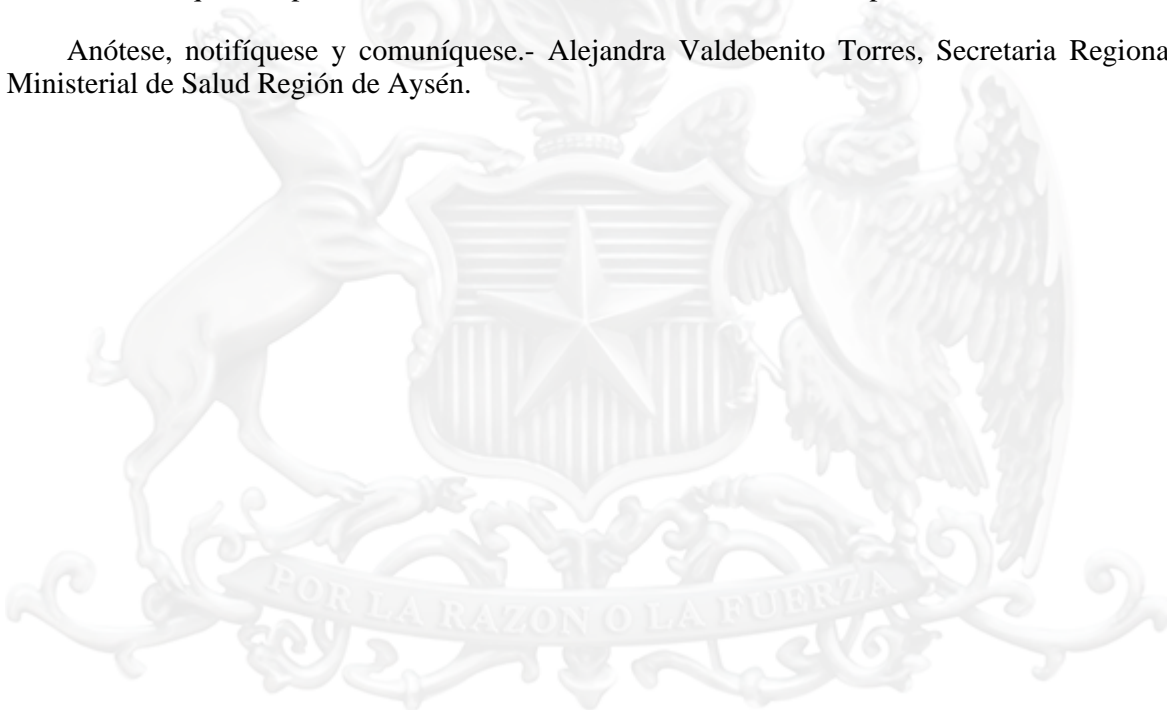 Anótese, notifíquese y comuníquese.- Alejandra Valdebenito Torres, Secretaria Regiona
Ministerial de Salud Región de Aysén.
POR LA RAZON O LA FUERZA